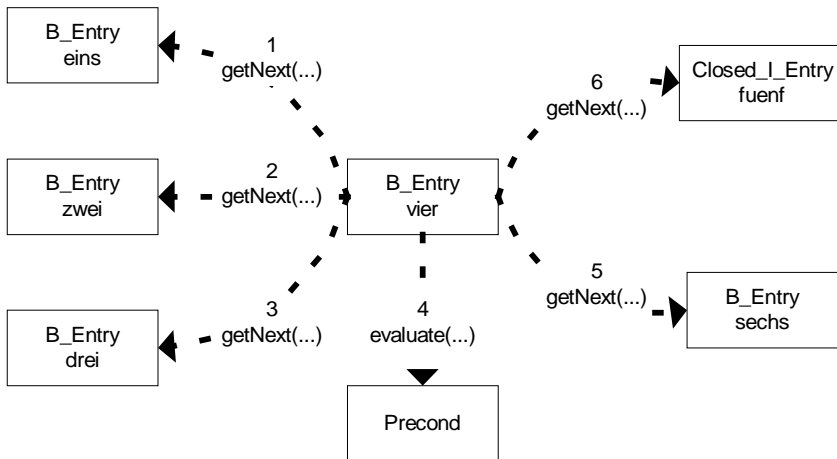 B_Entry
eins
1
getNext(...)
6
getNext(...)
Closed_I_Entry
fuenf
B_Entry
zwei
2
getNext(...)
B_Entry
vier
B_Entry
drei
3
getNext(...)
4
evaluate(...)
5
getNext(...)
B_Entry
sechs
Precond